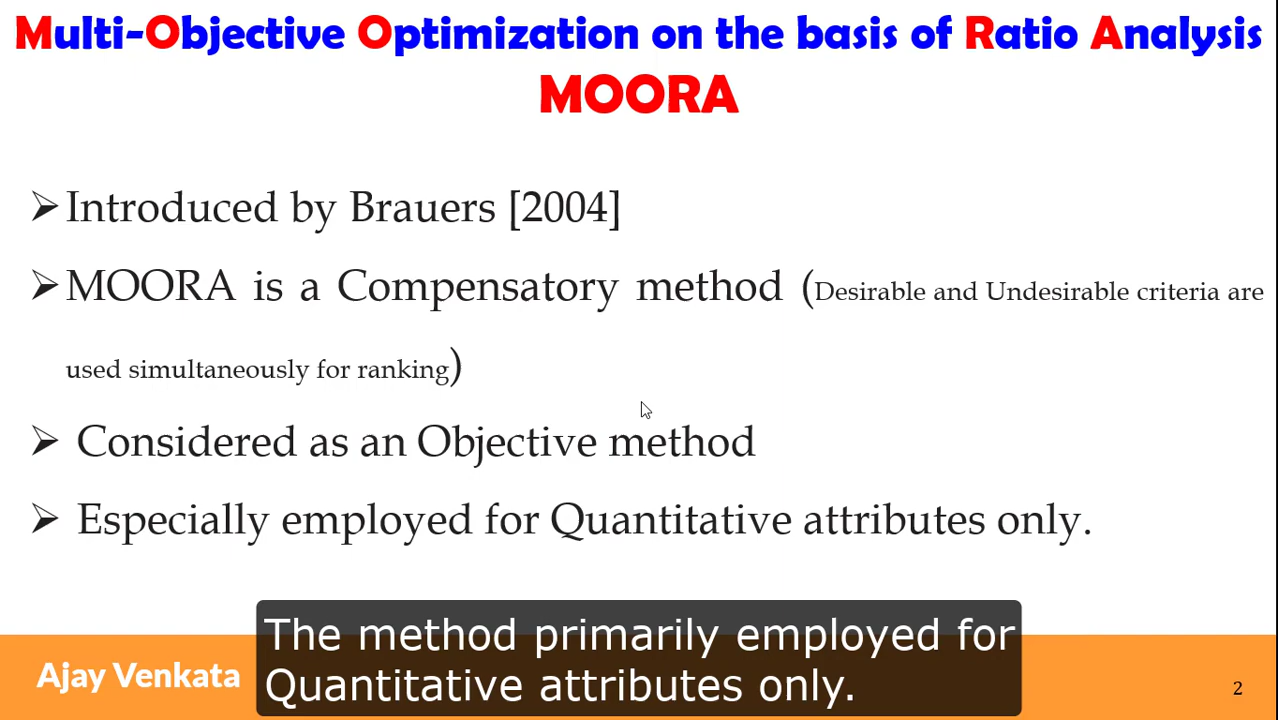 Multi-Objective Optimization on the basis of Ratio Analysis
MOORA
➢Introduced by Brauers [2004]
➢MOORA is a Compensatory method (Desirable and Undesirable criteria are
used simultaneously for ranking)
➢ Considered as an Objective method
➢ Especially employed for Quantitative attributes only.
The method primarily employed for
Quantitative attributes only.
Ajay Venkata
2